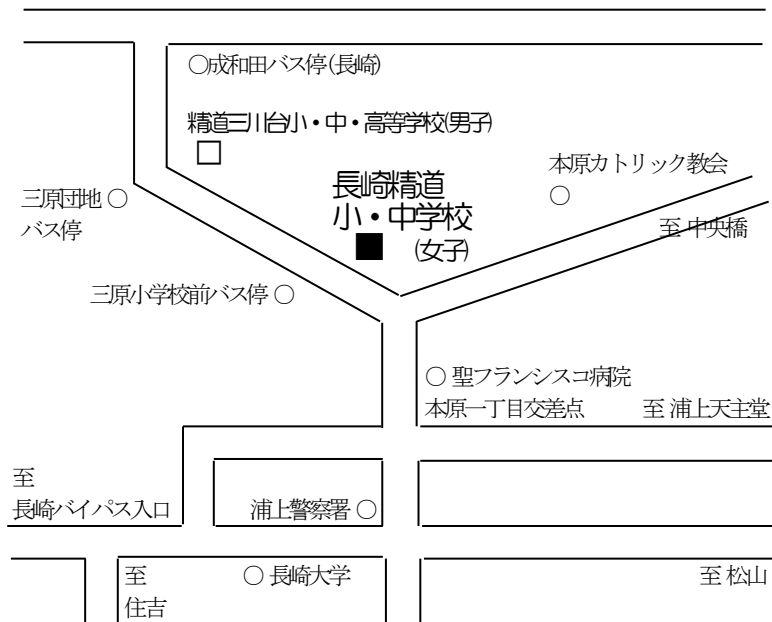 ○成和田バス停(長崎)
精道三川台小・中・高等学校(男子)
本原カトリック教会
長崎精道
小・中学校
(女子)
三原団地 ○
バス停
至 中央橋
三原小学校前バス停 ○
○ 聖フランシスコ病院
本原一丁目交差点
至 浦上天主堂
至
長崎バイパス入口
浦上警察署 ○
至
住吉
○ 長崎大学
至 松山